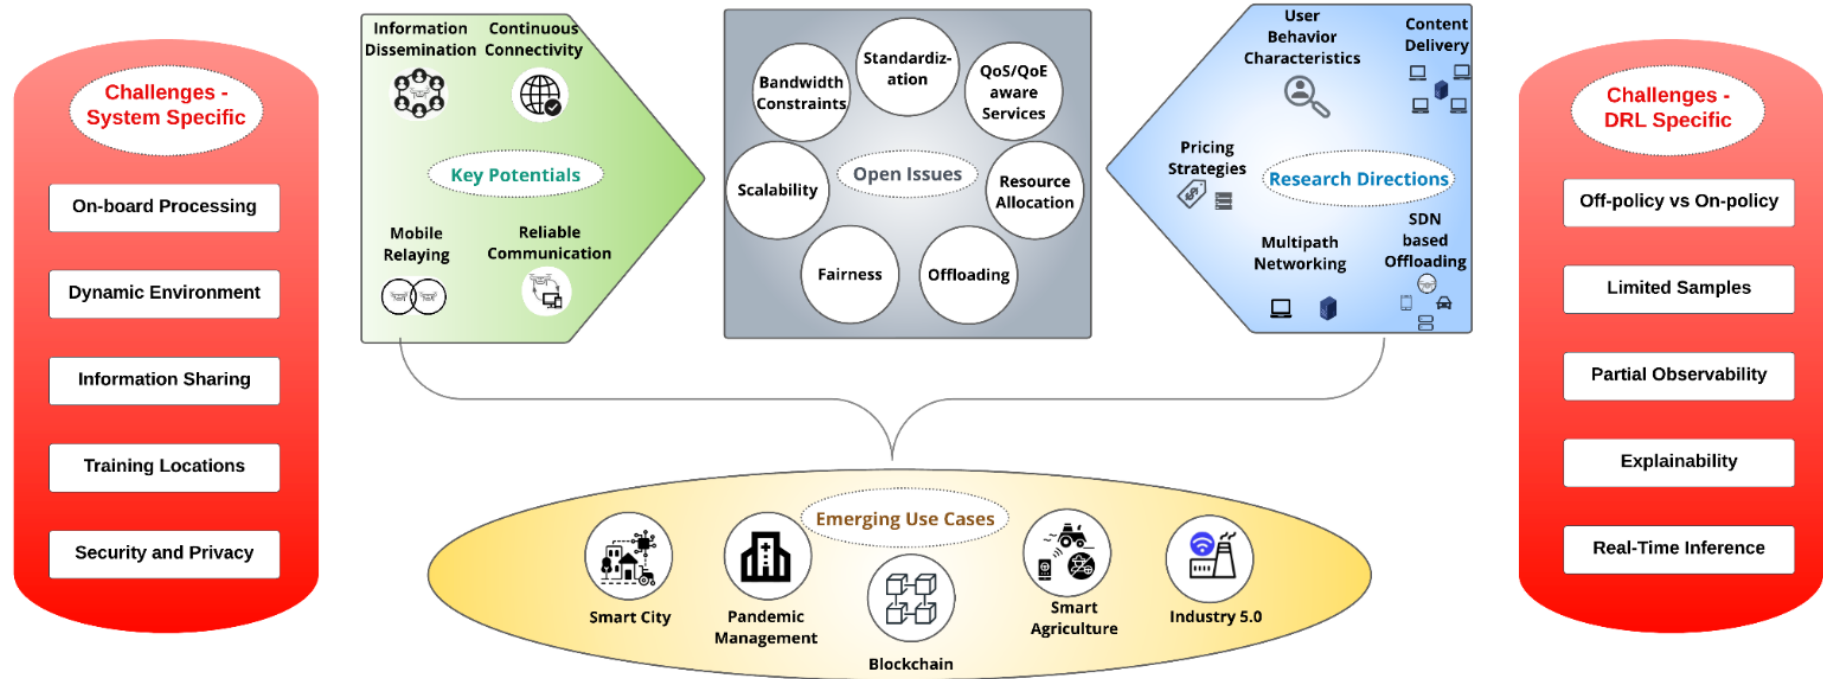 Challenges -
System Specific
On-board Processing
Dynamic Environment
Information Sharing
Training Locations
Security and Privacy
Information
Dissemination
Continuous
Connectivity
Key Potentials
Mobile
Relaying
Reliable
Communication
Standardiz-
ation
Bandwidth
Constraints
QoS/QoE
aware
Services
Scalability
Open Issues
Resource
Allocation
Fairness
Offloading
User
Behavior
Characteristics
Content
Delivery
Pricing
Strategies
Research Directions
Multipath
Networking
SDN
based
Offloading
Emerging Use Cases
Smart City
Pandemic
Management
Blockchain
Smart
Agriculture
Industry 5.0
Challenges -
DRL Specific
Off-policy vs On-policy
Limited Samples
Partial Observability
Explainability
Real-Time Inference